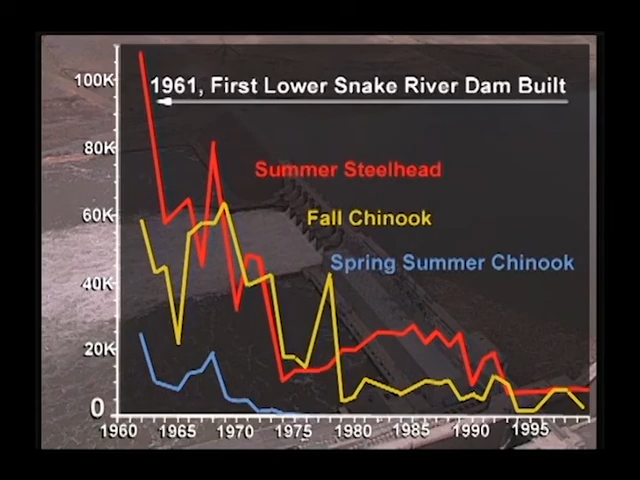 100K
1961, First Lower Snake River Dam Built
80K
Summer Steelhead
60K
Fall Chinook
Spring Summer Chinook
40K
20K
0
1960 1965 1970 1975 1980 1985 1990 1995